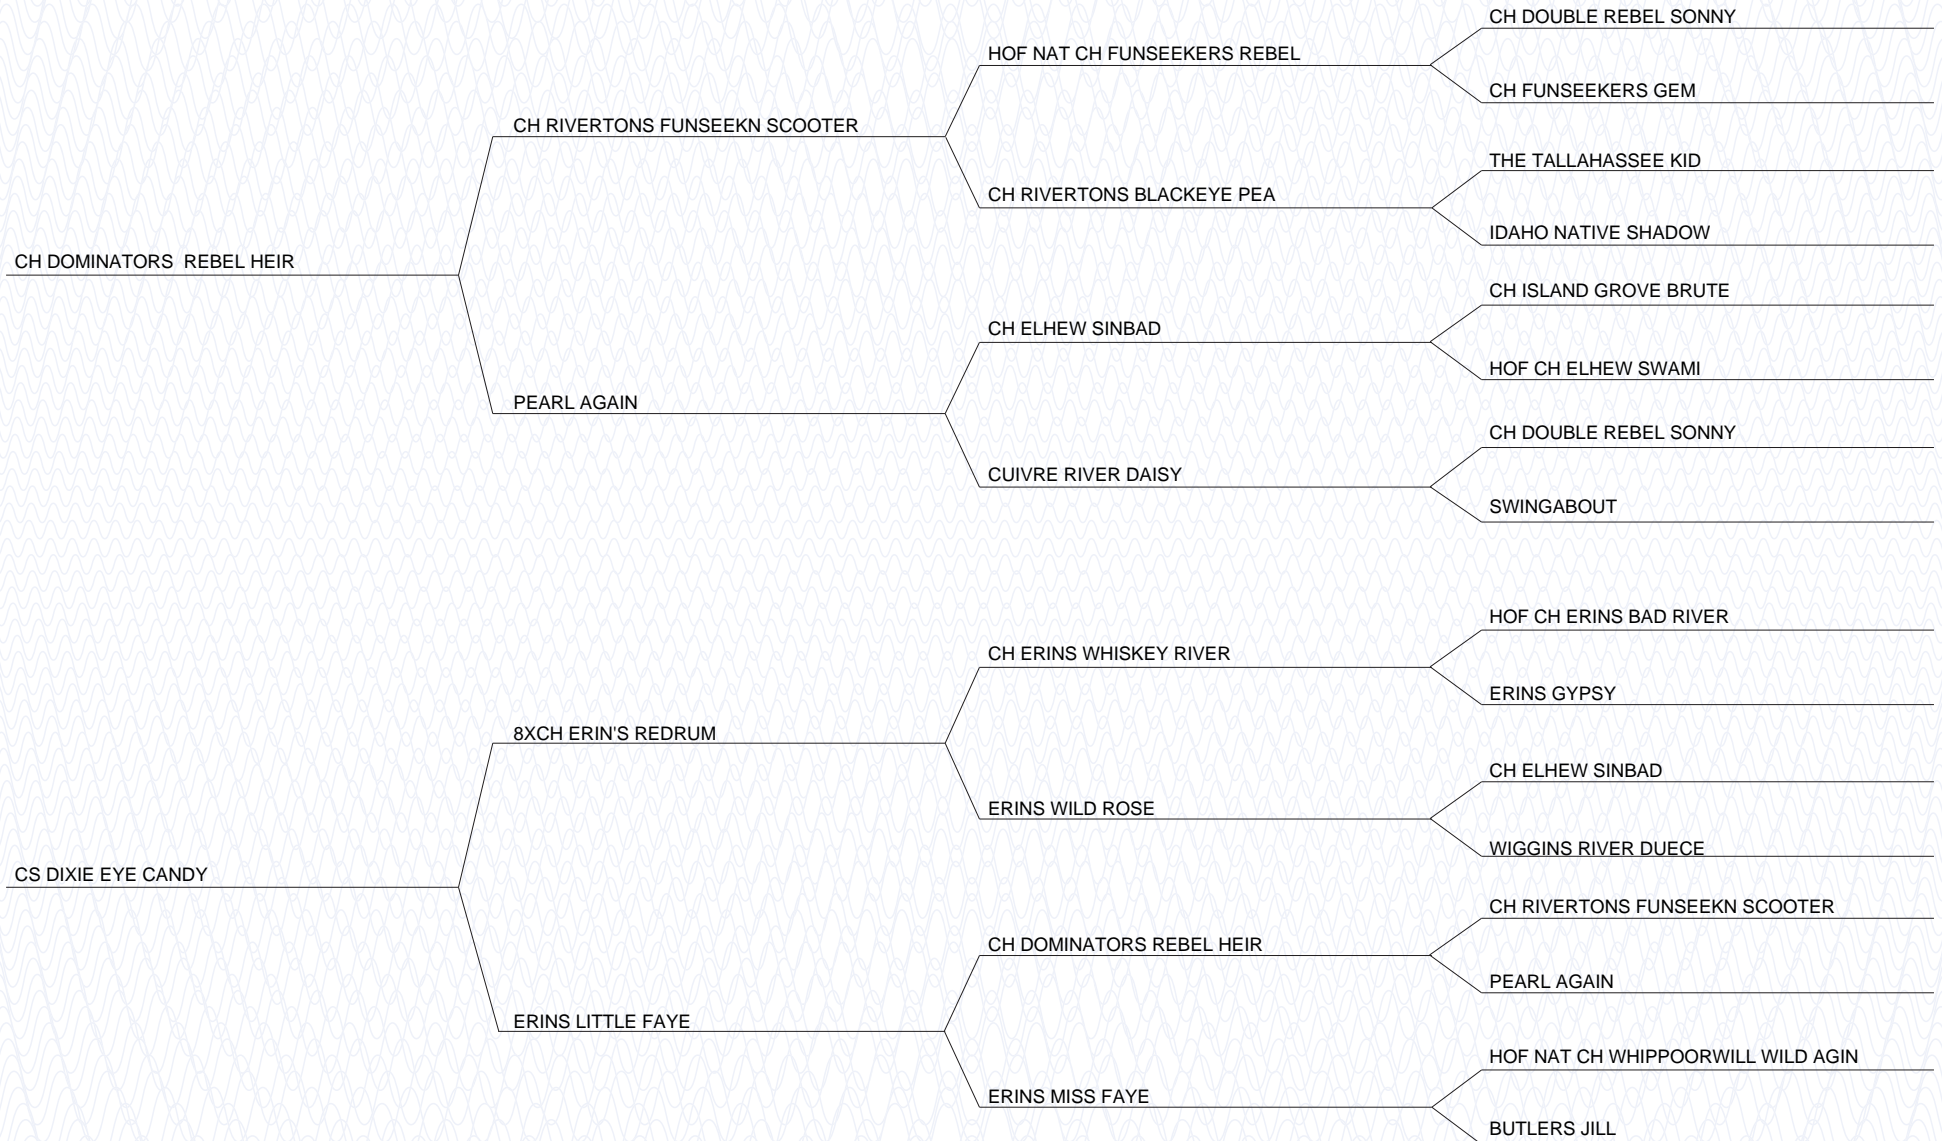 CH DOUBLE REBEL SONNY
HOF NAT CH FUNSEEKERS REBEL
CH FUNSEEKERS GEM
CH RIVERTONS FUNSEEKN SCOOTER
THE TALLAHASSEE KID
CH RIVERTONS BLACKEYE PEA
IDAHO NATIVE SHADOW
CH DOMINATORS  REBEL HEIR
CH ISLAND GROVE BRUTE
CH ELHEW SINBAD
HOF CH ELHEW SWAMI
PEARL AGAIN
CH DOUBLE REBEL SONNY
CUIVRE RIVER DAISY
SWINGABOUT
HOF CH ERINS BAD RIVER
CH ERINS WHISKEY RIVER
ERINS GYPSY
8XCH ERIN'S REDRUM
CH ELHEW SINBAD
ERINS WILD ROSE
WIGGINS RIVER DUECE
CS DIXIE EYE CANDY
CH RIVERTONS FUNSEEKN SCOOTER
CH DOMINATORS REBEL HEIR
PEARL AGAIN
ERINS LITTLE FAYE
HOF NAT CH WHIPPOORWILL WILD AGIN
ERINS MISS FAYE
BUTLERS JILL